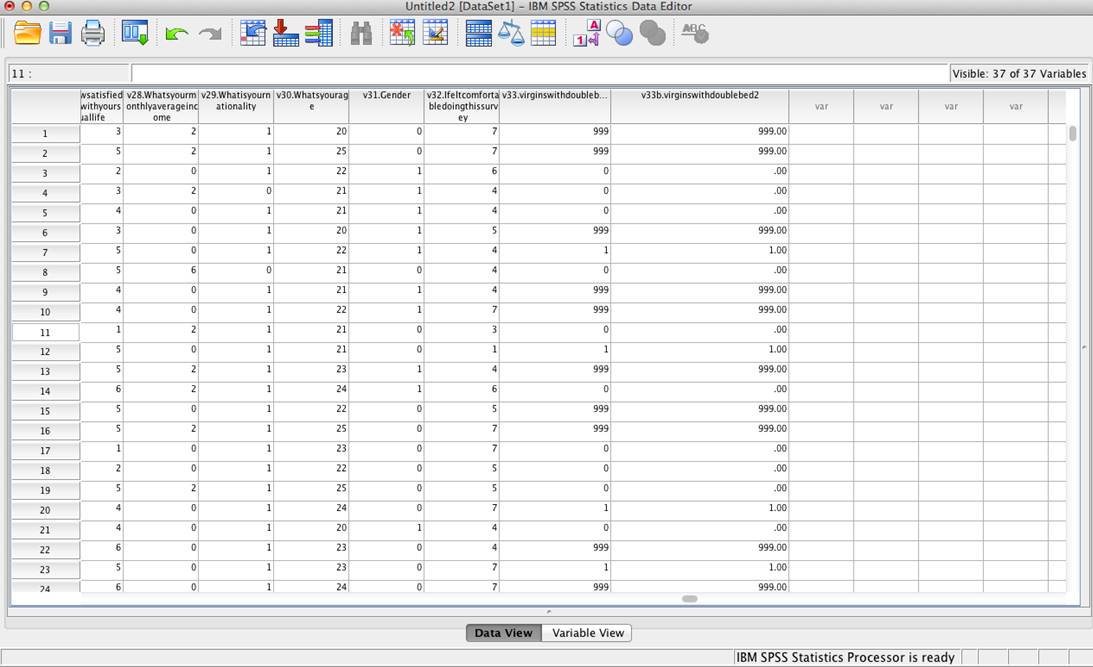 Untitled2 [DataSet1] – IBM SPSS Statistics Data Editor
11 :
Visible: 37 of 37 Variables
wsatisfied withyours uallife v28.Whatsyourm onthlyaverageinc ome v29.Whatisyourn ationality v30.Whatsyourag e v31.Gender v32.Ifeltcomforta bledoingthissurv ey v33.virginswithdoubleb... v33b.virginswithdoublebed2 var var var var
1 3 2 1 20 0 7 999 999.00
2 5 2 1 25 0 7 999 999.00
3 2 0 1 22 1 6 0 .00
4 3 2 0 21 1 4 0 .00
5 4 0 1 21 1 4 0 .00
6 3 0 1 20 1 5 999 999.00
7 5 0 1 22 1 4 1 1.00
8 5 6 0 21 0 4 0 .00
9 4 0 1 21 1 4 999 999.00
10 4 0 1 22 1 7 999 999.00
11 1 2 1 21 0 3 0 .00
12 5 0 1 21 0 1 1 1.00
13 5 2 1 23 1 4 999 999.00
14 6 2 1 24 1 6 0 .00
15 5 0 1 22 0 5 999 999.00
16 5 2 1 25 0 7 999 999.00
17 1 0 1 23 0 7 0 .00
18 2 0 1 22 0 5 0 .00
19 5 2 1 25 0 5 0 .00
20 4 0 1 24 0 7 1 1.00
21 4 0 1 20 1 4 0 .00
22 6 0 1 23 0 4 999 999.00
23 5 0 1 23 0 7 1 1.00
24 6 0 1 24 0 7 999 999.00
Data View Variable View
IBM SPSS Statistics Processor is ready